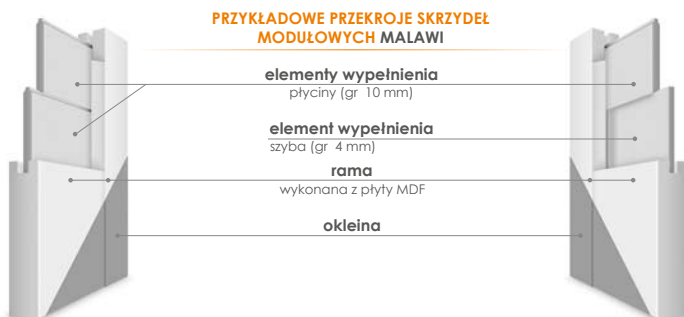 PRZYKŁADOWE PRZEKROJE SKRZYDEŁ
MODUŁOWYCH MALAWI
elementy wypełnienia
płyciny (gr 10 mm)
element wypełnienia
szyba (gr 4 mm)
rama
wykonana z płyty MDF
okleina